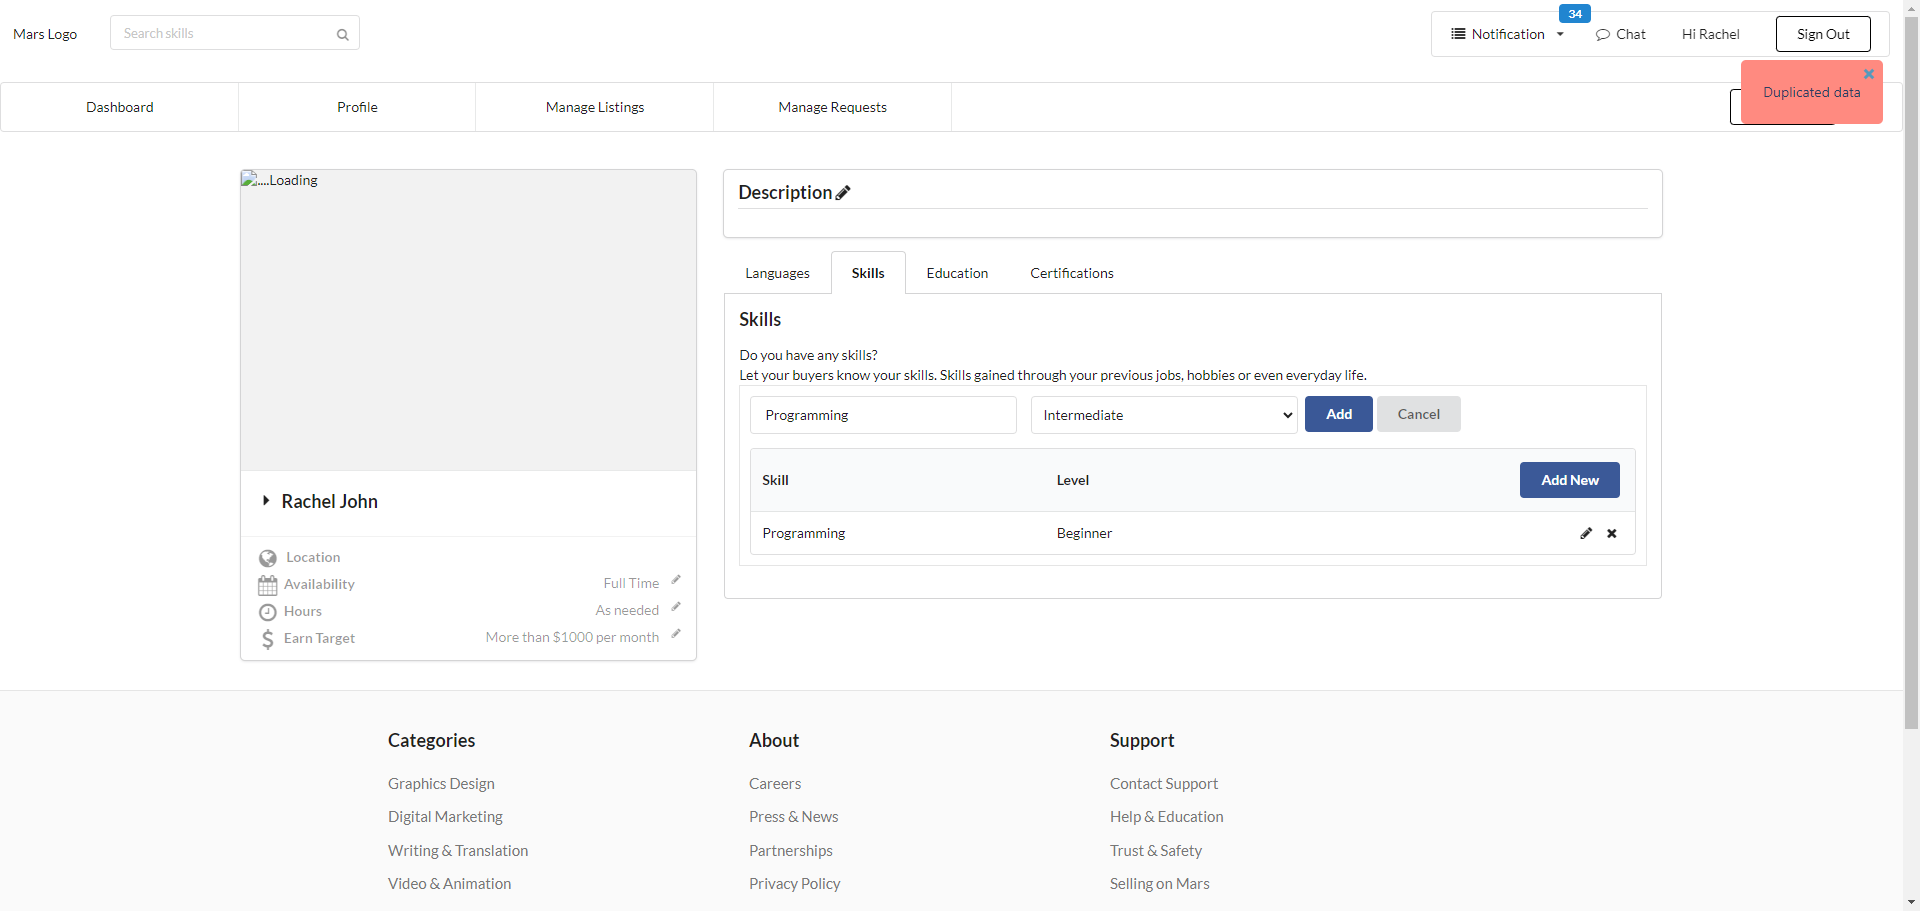 Mars Logo
Search skills
34
Notification
Chat
Hi Rachel
Sign Out
Duplicated data
Dashboard
Profile
Manage Listings
Manage Requests
....Loading
Rachel John
Location
Availability
Full Time
Hours
As needed
Earn Target
More than $1000 per month
Description
Languages
Skills
Education
Certifications
Skills
Do you have any skills?
Let your buyers know your skills. Skills gained through your previous jobs, hobbies or even everyday life.
Programming
Intermediate
Add
Cancel
Skill
Level
Add New
Programming
Beginner
Categories
Graphics Design
Digital Marketing
Writing & Translation
Video & Animation
About
Careers
Press & News
Partnerships
Privacy Policy
Support
Contact Support
Help & Education
Trust & Safety
Selling on Mars